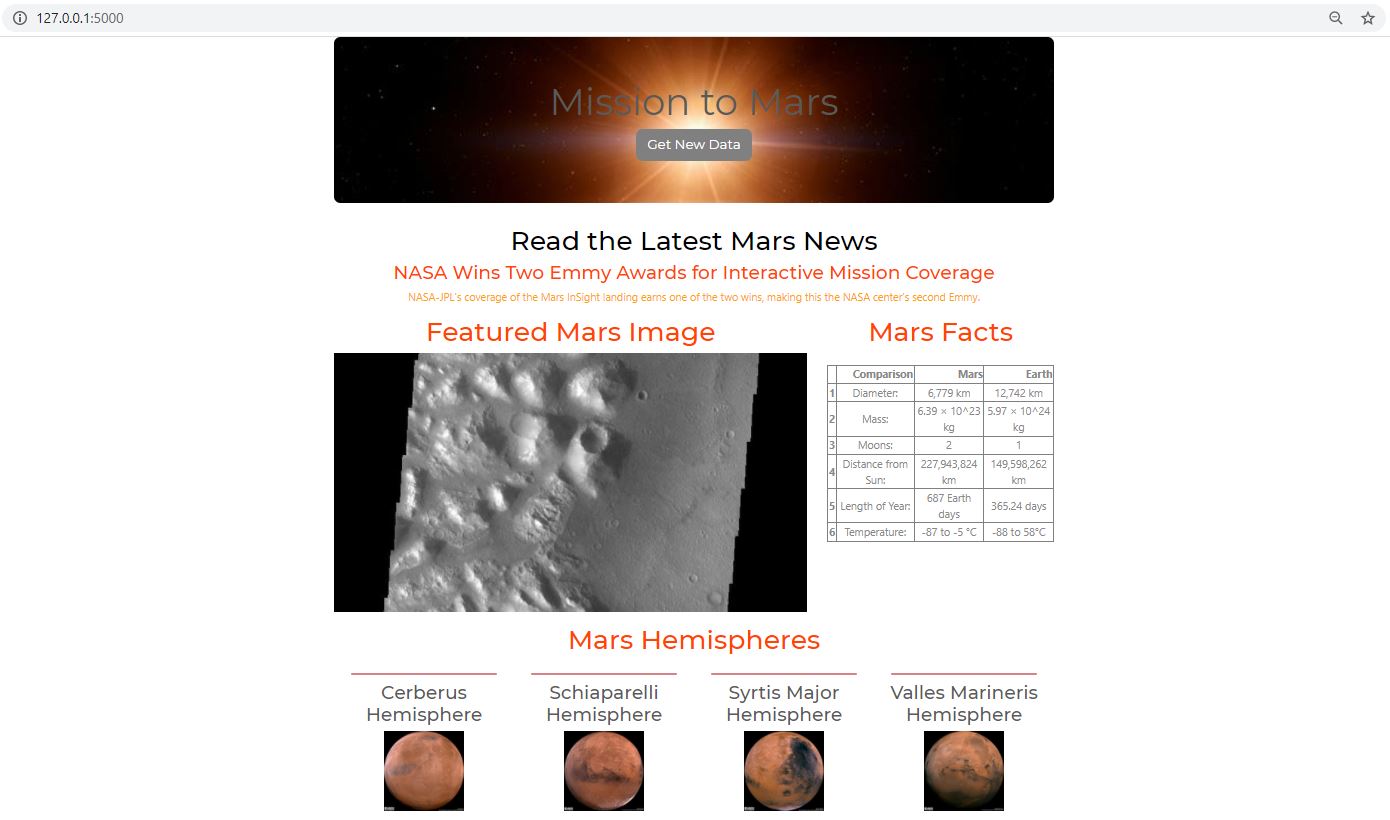 127.0.0.1:5000
Mission to Mars
Get New Data
Read the Latest Mars News
NASA Wins Two Emmy Awards for Interactive Mission Coverage
NASA-JPL's coverage of the Mars InSight landing earns one of the two wins, making this the NASA center's second Emmy.
Featured Mars Image
Mars Facts
Comparison Mars Earth
1 Diameter: 6,779 km 12,742 km
2 Mass: 6.39 × 10^23 kg 5.97 × 10^24 kg
3 Moons: 2 1
4 Distance from Sun: 227,943,824 km 149,598,262 km
5 Length of Year: 687 Earth days 365.24 days
6 Temperature: -87 to -5 °C -88 to 58°C
Mars Hemispheres
Cerberus
Hemisphere
Schiaparelli
Hemisphere
Syrtis Major
Hemisphere
Valles Marineris
Hemisphere